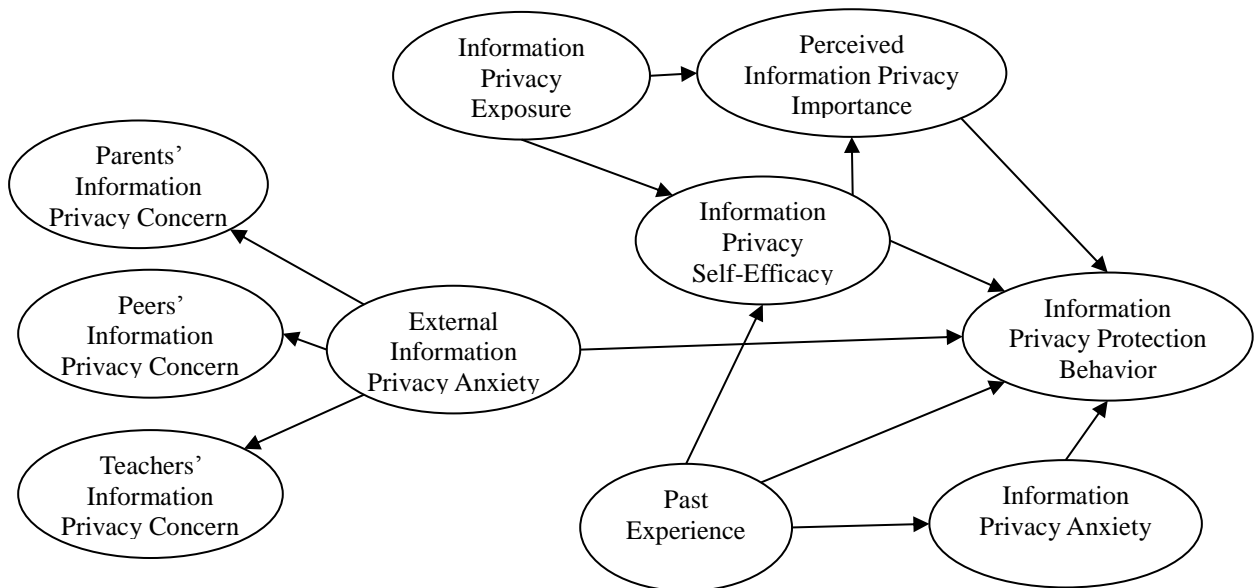 Information
Privacy
Exposure
Perceived
Information Privacy
Importance
Parents’
Information
Privacy Concern
Information
Privacy
Self-Efficacy
Peers’
Information
Privacy Concern
External
Information
Privacy Anxiety
Information
Privacy Protection
Behavior
Teachers’
Information
Privacy Concern
Past
Experience
Information
Privacy Anxiety